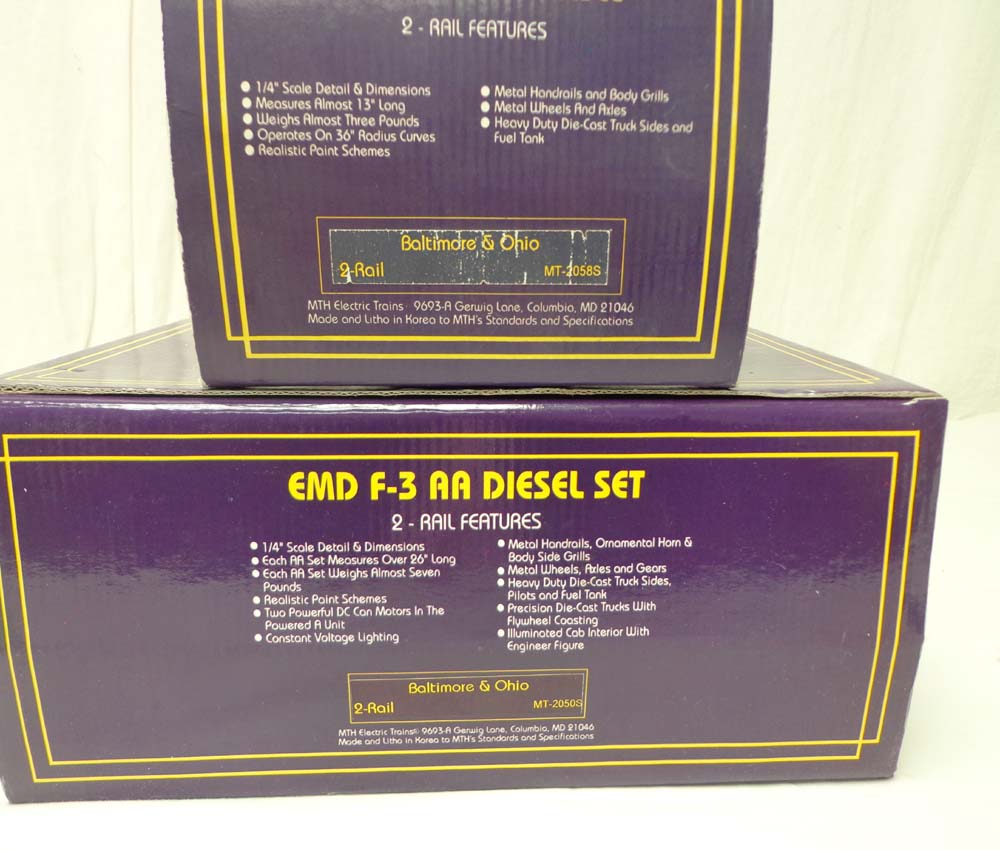 2 - RAIL FEATURES
● 1/4" Scale Detail & Dimensions
● Measures Almost 13" Long
● Weighs Almost Three Pounds
● Operates On 36" Radius Curves
● Realistic Paint Schemes
● Metal Handrails and Body Grills
● Metal Wheels And Axles
● Heavy Duty Die-Cast Truck Sides and
Fuel Tank
Baltimore & Ohio
2-Rail MT-2058S
MTH Electric Trains · 9693-A Gerwig Lane, Columbia, MD 21046
Made and Litho in Korea to MTH's Standards and Specifications
EMD F-3 AA DIESEL SET
2 - RAIL FEATURES
● 1/4" Scale Detail & Dimensions
● Each AA Set Measures Over 26" Long
● Each AA Set Weighs Almost Seven
Pounds
● Realistic Paint Schemes
● Two Powerful DC Can Motors In The
Powered A Unit
● Constant Voltage Lighting
● Metal Handrails, Ornamental Horn &
Body Side Grills
● Metal Wheels, Axles and Gears
● Heavy Duty Die-Cast Truck Sides,
Pilots and Fuel Tank
● Precision Die-Cast Trucks With
Flywheel Coasting
● Illuminated Cab Interior With
Engineer Figure
Baltimore & Ohio
2-Rail MT-2050S
MTH Electric Trains® 9693-A Gerwig Lane, Columbia, MD 21046
Made and Litho in Korea to MTH's Standards and Specifications